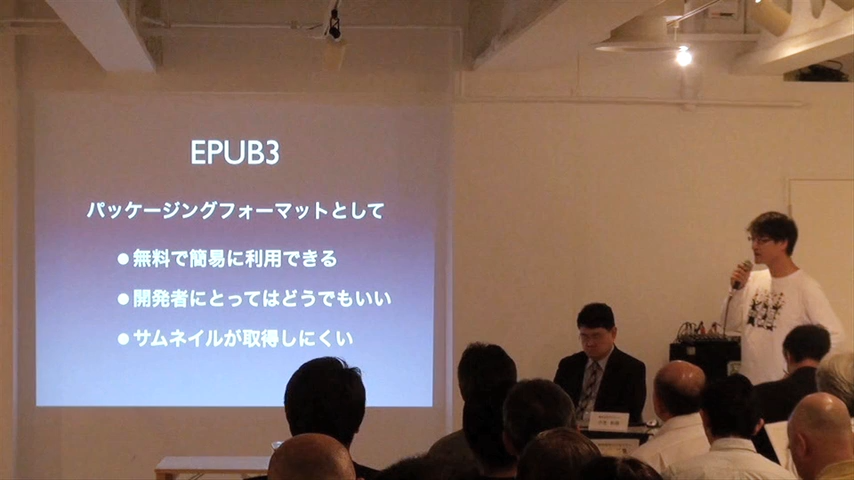 EPUB3
パッケージングフォーマットとして
●無料で簡易に利用できる
●開発者にとってはどうでもいい
●サムネイルが取得しにくい